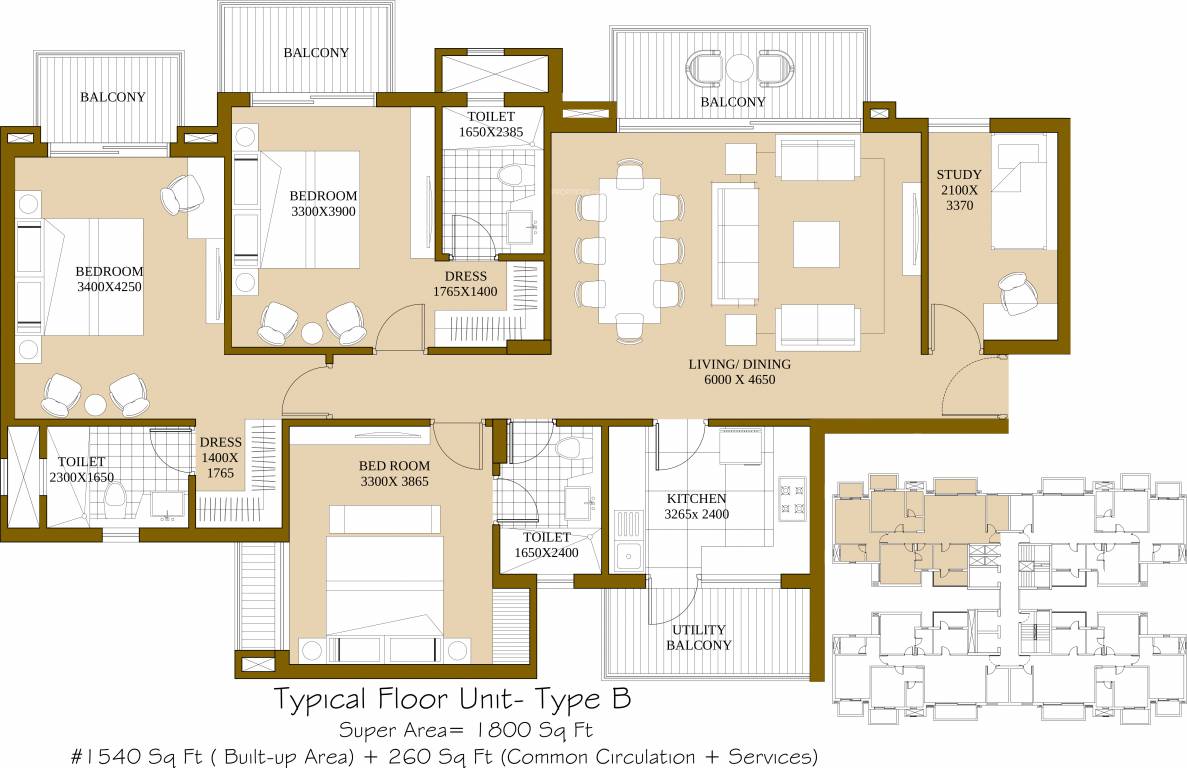 BALCONY
BALCONY
BALCONY
TOILET
1650X2385
STUDY
2100X
3370
BEDROOM
3300X3900
BEDROOM
3400X4250
DRESS
1765X1400
LIVING/ DINING
6000 X 4650
DRESS
1400X
1765
TOILET
2300X1650
BED ROOM
3300X 3865
KITCHEN
3265x 2400
TOILET
1650X2400
UTILITY
BALCONY
Typical Floor Unit- Type B
Super Area= 1800 Sq Ft
#1540 Sq Ft ( Built-up Area) + 260 Sq Ft (Common Circulation + Services)